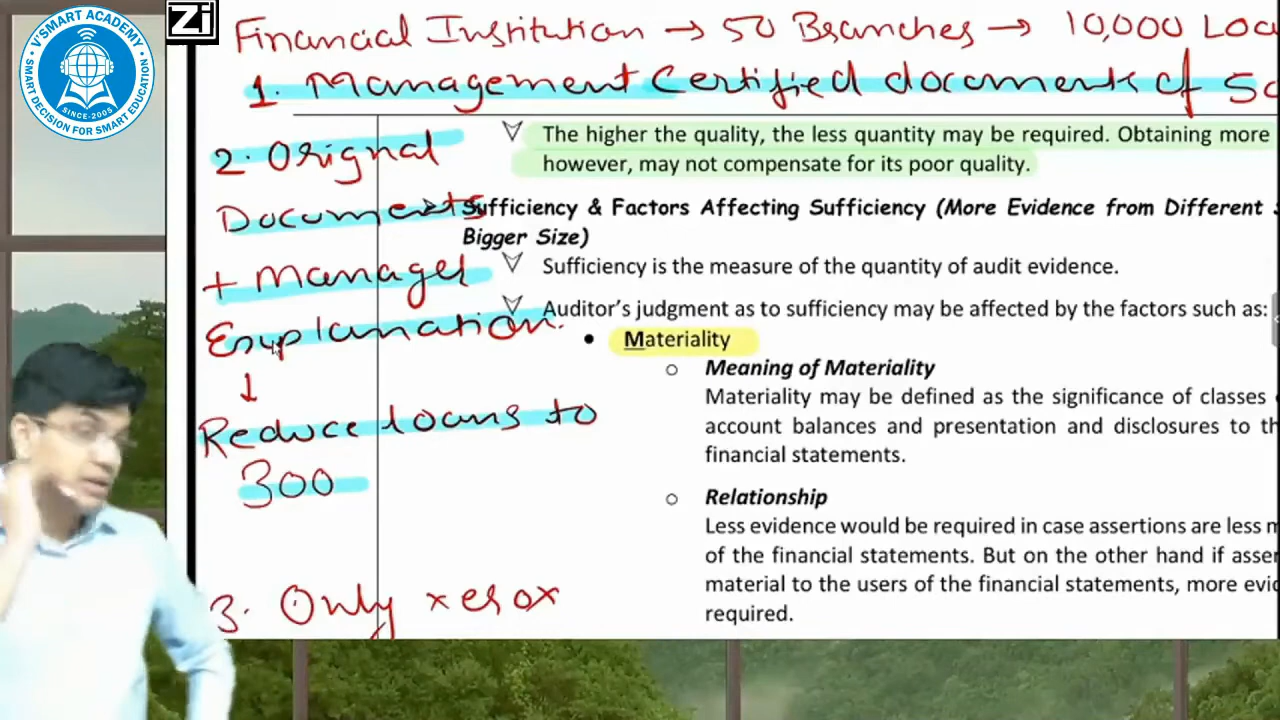 V'SMART ACADEMY
SINCE-2005
SMART DECISION FOR SMART EDUCATION
Zi
Financial Institution → 50 Branches → 10,000 Loa
1. Management Certified documents of
2. Orignal
Documents
+ Manager
Explanation.
↓
Reduce loans to
300
3. Only xerox
The higher the quality, the less quantity may be required. Obtaining more
however, may not compensate for its poor quality.
Sufficiency & Factors Affecting Sufficiency (More Evidence from Different
Bigger Size)
Sufficiency is the measure of the quantity of audit evidence.
Auditor's judgment as to sufficiency may be affected by the factors such as:
• Materiality
o Meaning of Materiality
Materiality may be defined as the significance of classes
account balances and presentation and disclosures to th
financial statements.
o Relationship
Less evidence would be required in case assertions are less m
of the financial statements. But on the other hand if asser
material to the users of the financial statements, more evid
required.